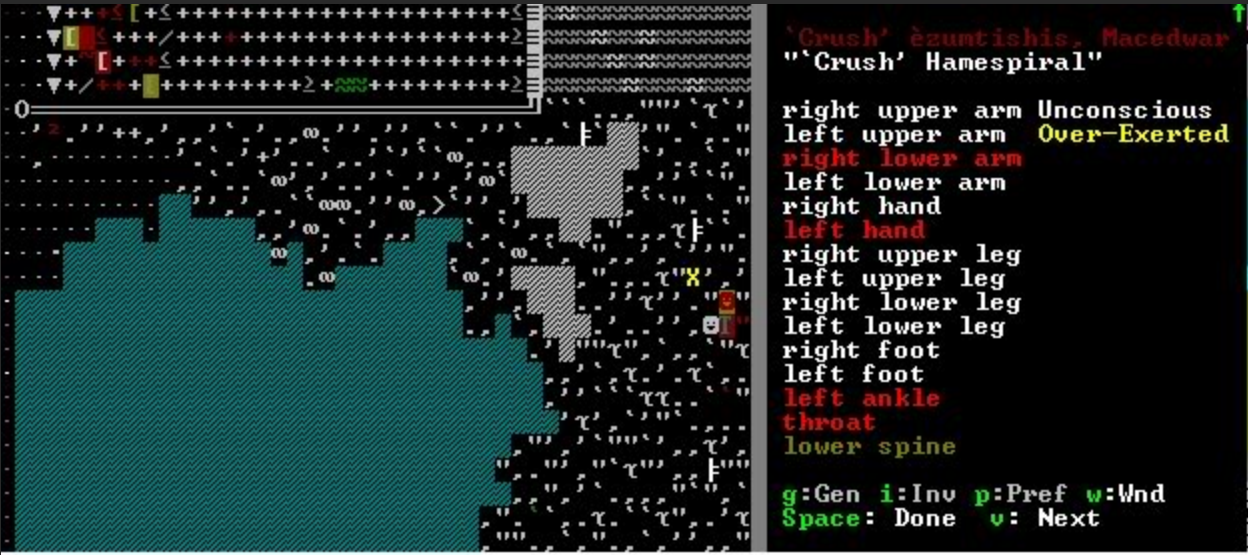 `Crush' èzumtishis, Macedwar
"`Crush' Hamespiral"
right upper arm Unconscious
left upper arm Over-Exerted
right lower arm
left lower arm
right hand
left hand
right upper leg
left upper leg
right lower leg
left lower leg
right foot
left foot
left ankle
throat
lower spine
g:Gen i:Inv p:Pref w:Wnd
Space: Done v: Next